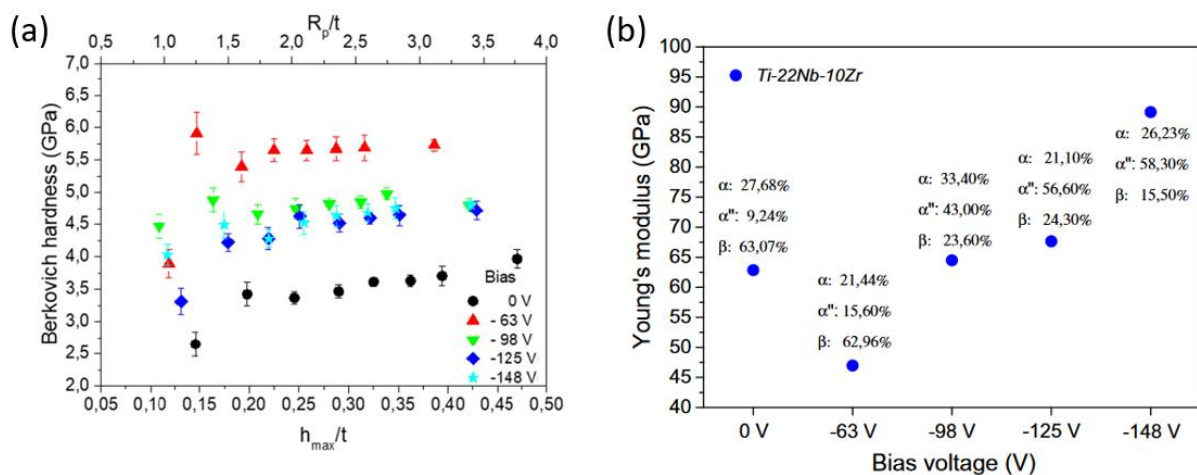 (a)
R_p/t
0,5 1,0 1,5 2,0 2,5 3,0 3,5 4,0
Berkovich hardness (GPa)
7,0
6,5
6,0
5,5
5,0
4,5
4,0
3,5
3,0
2,5
2,0
Bias
0 V
- 63 V
- 98 V
-125 V
-148 V
0,00 0,05 0,10 0,15 0,20 0,25 0,30 0,35 0,40 0,45 0,50
h_max/t
(b)
Young's modulus (GPa)
100
95
90
85
80
75
70
65
60
55
50
45
40
Ti-22Nb-10Zr
α: 27,68%
α": 9,24%
β: 63,07%
α: 21,44%
α": 15,60%
β: 62,96%
α: 33,40%
α": 43,00%
β: 23,60%
α: 21,10%
α": 56,60%
β: 24,30%
α: 26,23%
α": 58,30%
β: 15,50%
0 V -63 V -98 V -125 V -148 V
Bias voltage (V)